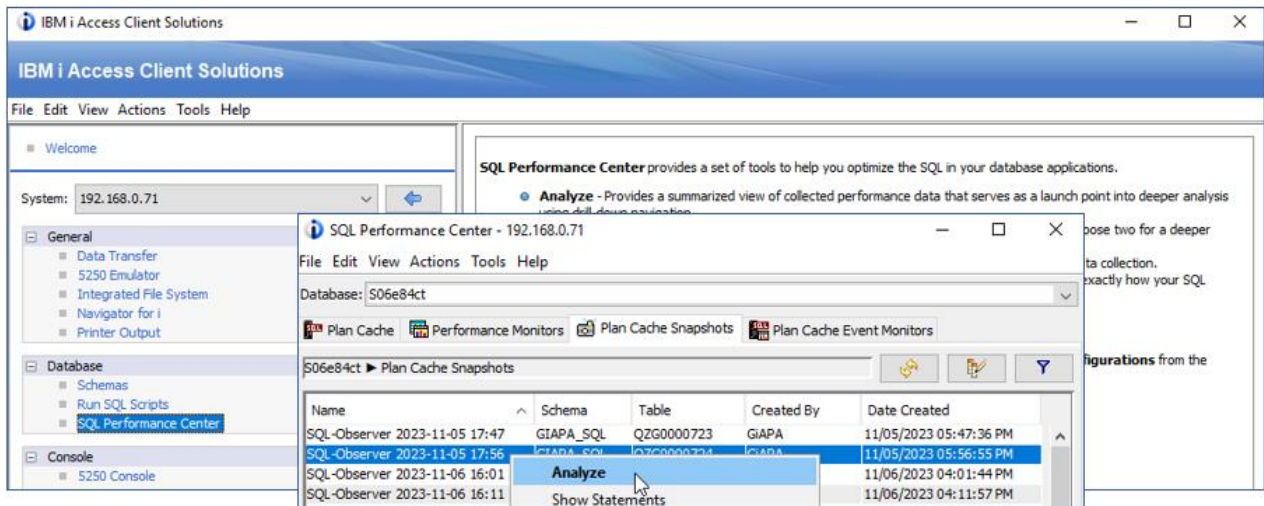 IBM i Access Client Solutions
IBM i Access Client Solutions
File Edit View Actions Tools Help
Welcome
System: 192.168.0.71
General
Data Transfer
5250 Emulator
Integrated File System
Navigator for i
Printer Output
Database
Schemas
Run SQL Scripts
SQL Performance Center
Console
5250 Console
SQL Performance Center provides a set of tools to help you optimize the SQL in your database applications.
Analyze - Provides a summarized view of collected performance data that serves as a launch point into deeper analysis
using drill-down navigation
pose two for a deeper
ta collection.
exactly how your SQL
figurations from the
SQL Performance Center - 192.168.0.71
File Edit View Actions Tools Help
Database: S06e84ct
Plan Cache Performance Monitors Plan Cache Snapshots Plan Cache Event Monitors
S06e84ct ► Plan Cache Snapshots
Name Schema Table Created By Date Created
SQL-Observer 2023-11-05 17:47 GIAPA_SQL QZG0000723 GiAPA 11/05/2023 05:47:36 PM
SQL-Observer 2023-11-05 17:56 GIAPA_SQL QZG0000724 GiAPA 11/05/2023 05:56:55 PM
SQL-Observer 2023-11-06 16:01 11/06/2023 04:01:44 PM
SQL-Observer 2023-11-06 16:11 11/06/2023 04:11:57 PM
Analyze
Show Statements